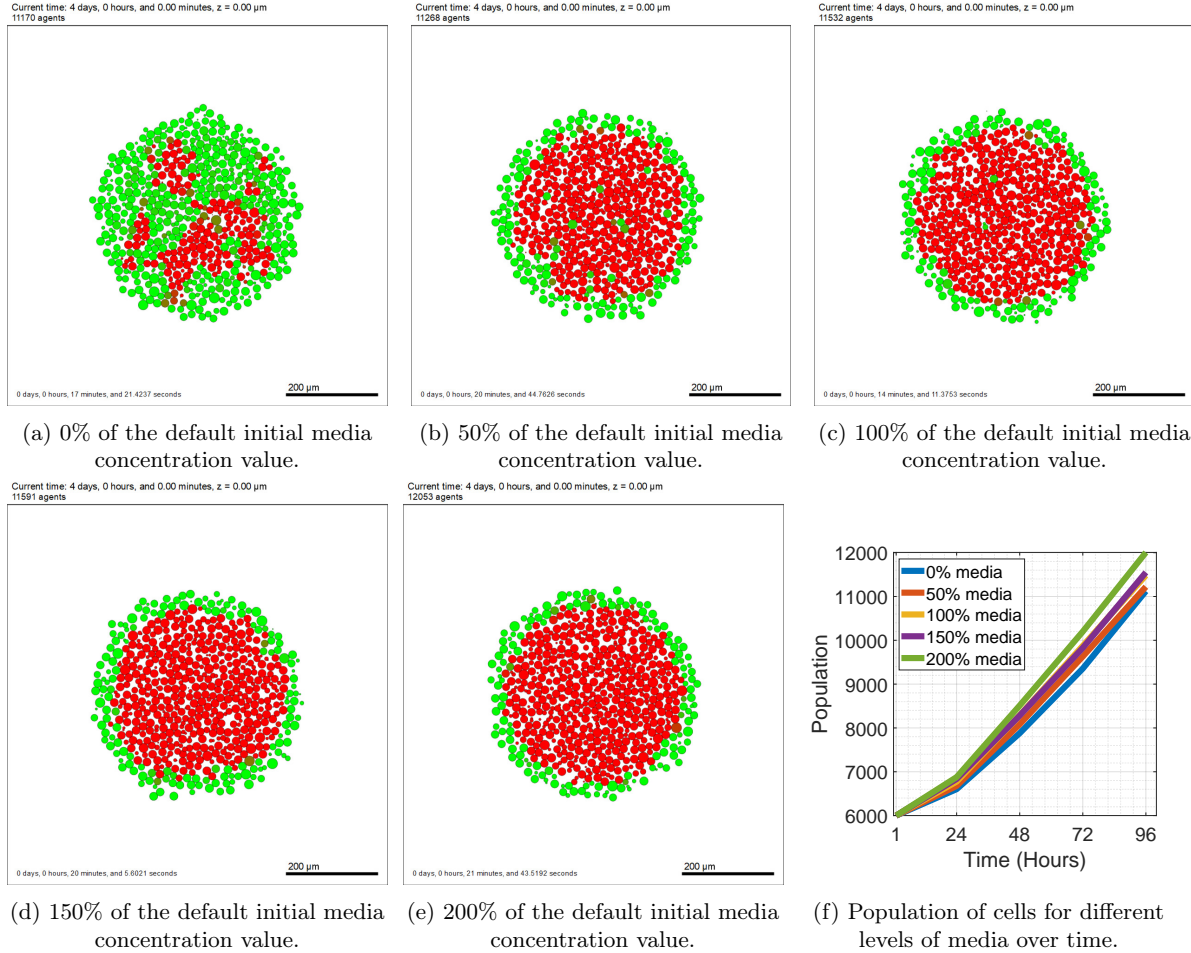 Current time: 4 days, 0 hours, and 0.00 minutes, z = 0.00 μm
11170 agents
200 μm
0 days, 0 hours, 17 minutes, and 21.4237 seconds
(a) 0% of the default initial media
concentration value.
Current time: 4 days, 0 hours, and 0.00 minutes, z = 0.00 μm
11268 agents
200 μm
0 days, 0 hours, 20 minutes, and 44.7626 seconds
(b) 50% of the default initial media
concentration value.
Current time: 4 days, 0 hours, and 0.00 minutes, z = 0.00 μm
11532 agents
200 μm
0 days, 0 hours, 14 minutes, and 11.3753 seconds
(c) 100% of the default initial media
concentration value.
Current time: 4 days, 0 hours, and 0.00 minutes, z = 0.00 μm
11591 agents
200 μm
0 days, 0 hours, 20 minutes, and 5.6021 seconds
(d) 150% of the default initial media
concentration value.
Current time: 4 days, 0 hours, and 0.00 minutes, z = 0.00 μm
12053 agents
200 μm
0 days, 0 hours, 21 minutes, and 43.5192 seconds
(e) 200% of the default initial media
concentration value.
12000
11000
10000
9000
8000
7000
6000
Population
0% media
50% media
100% media
150% media
200% media
1 24 48 72 96
Time (Hours)
(f) Population of cells for different
levels of media over time.